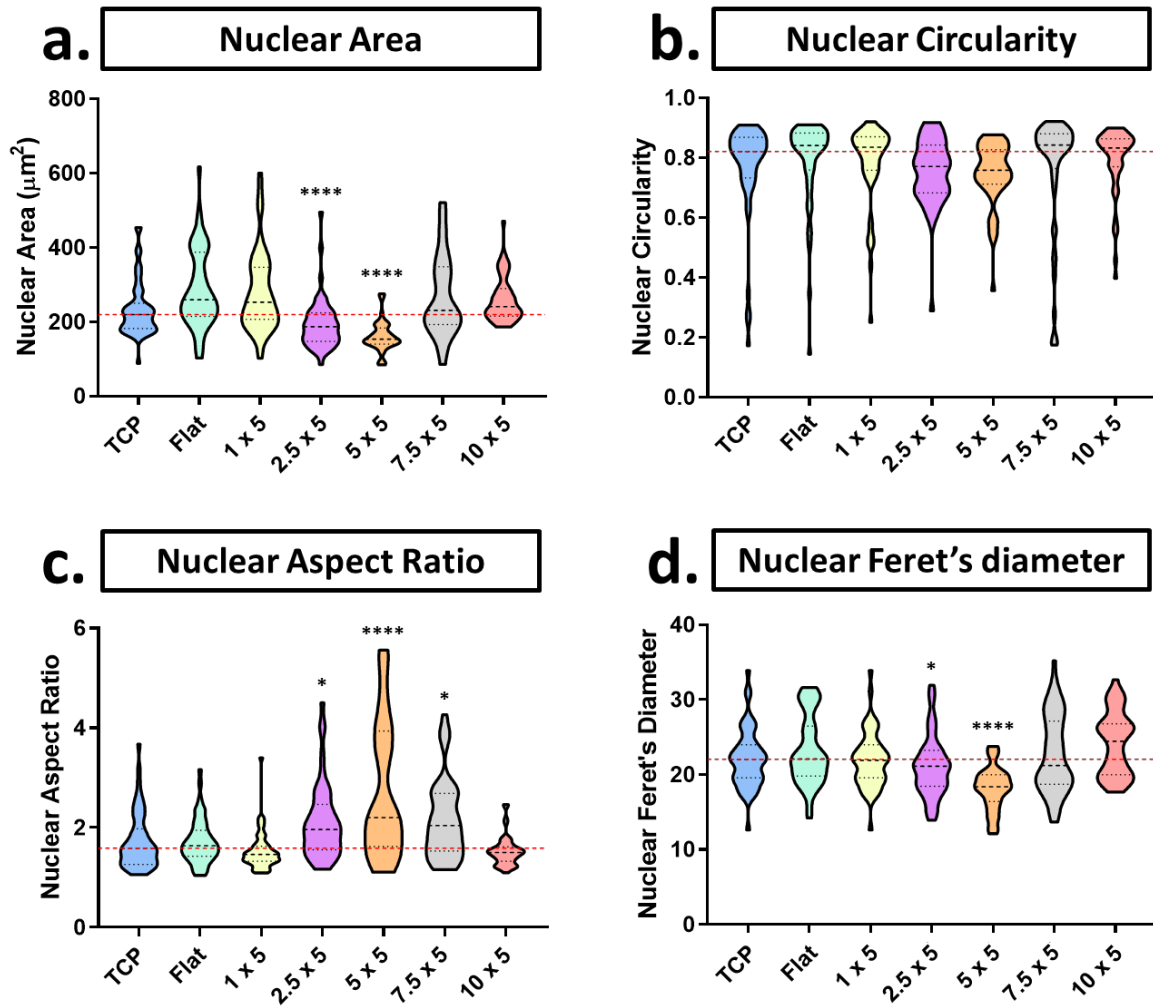 a.
Nuclear Area
Nuclear Area (μm²)
800
600
400
200
0
****
****
TCP
Flat
1 x 5
2.5 x 5
5 x 5
7.5 x 5
10 x 5
b.
Nuclear Circularity
Nuclear Circularity
1.0
0.8
0.6
0.4
0.2
0.0
TCP
Flat
1 x 5
2.5 x 5
5 x 5
7.5 x 5
10 x 5
c.
Nuclear Aspect Ratio
Nuclear Aspect Ratio
6
4
2
0
*
****
*
TCP
Flat
1 x 5
2.5 x 5
5 x 5
7.5 x 5
10 x 5
d.
Nuclear Feret’s diameter
Nuclear Feret's Diameter
40
30
20
10
0
*
****
TCP
Flat
1 x 5
2.5 x 5
5 x 5
7.5 x 5
10 x 5